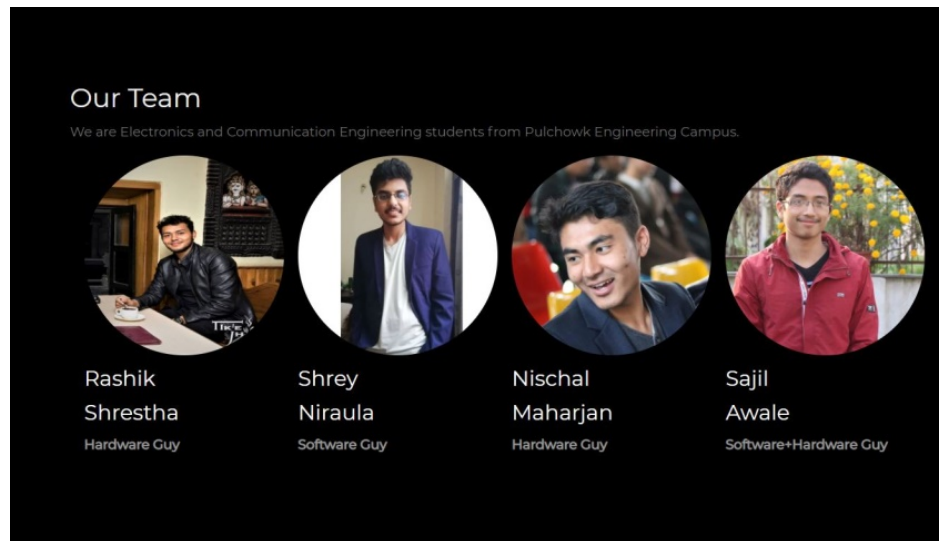 Our Team
We are Electronics and Communication Engineering students from Pulchowk Engineering Campus.
Rashik
Shrestha
Hardware Guy
Shrey
Niraula
Software Guy
Nischal
Maharjan
Hardware Guy
Sajil
Awale
Software+Hardware Guy